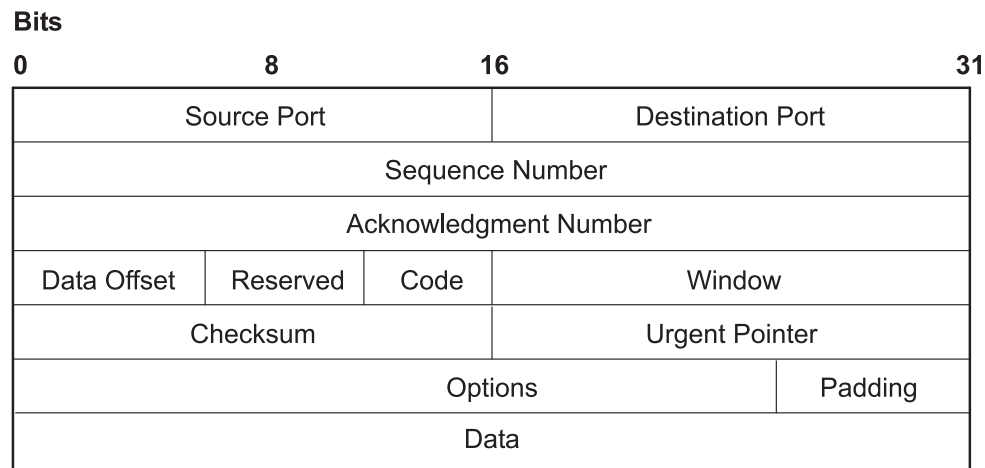 Bits
0 8 16 31
Source Port Destination Port
Sequence Number
Acknowledgment Number
Data Offset Reserved Code Window
Checksum Urgent Pointer
Options Padding
Data